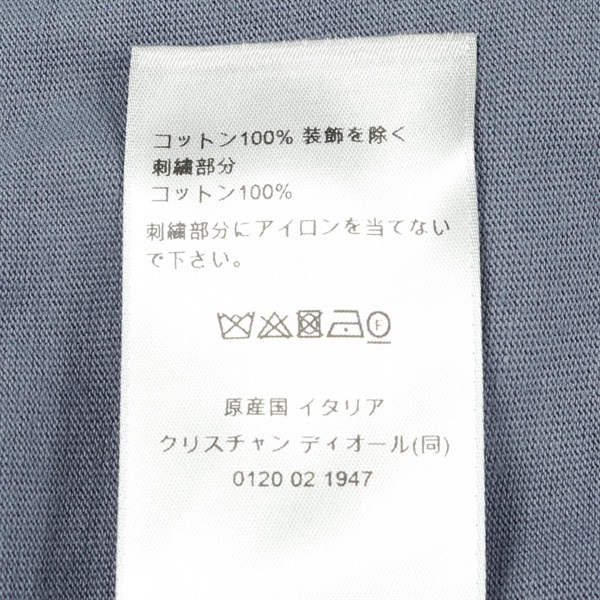 コットン100% 装飾を除く
刺繍部分
コットン100%
刺繍部分にアイロンを当てない
で下さい。
F
原産国 イタリア
クリスチャン ディオール(同)
0120 02 1947